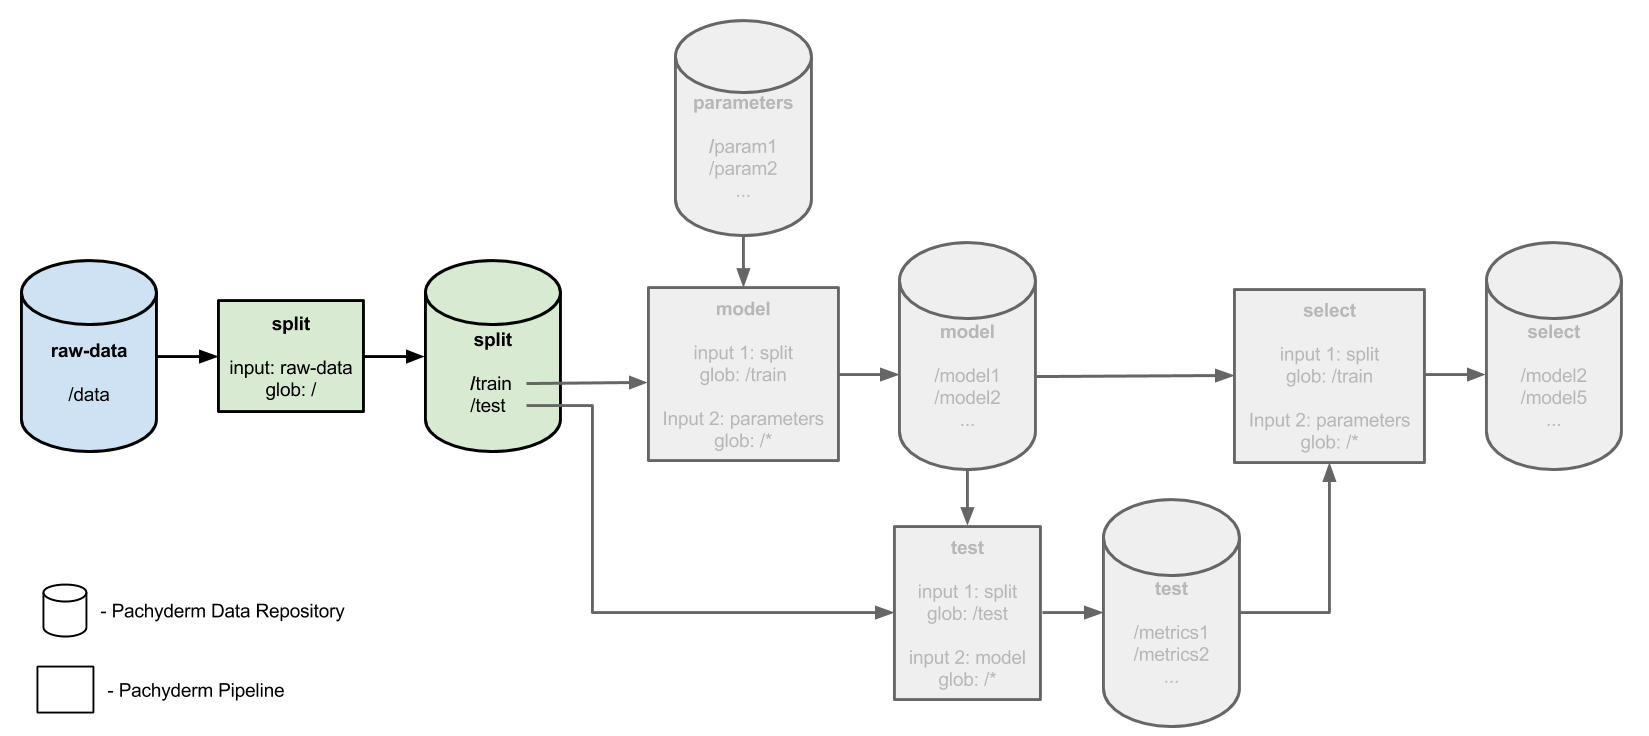 parameters
/param1
/param2
...
raw-data
/data
split
input: raw-data
glob: /
split
/train
/test
model
input 1: split
glob: /train
Input 2: parameters
glob: /*
model
/model1
/model2
...
select
input 1: split
glob: /train
Input 2: parameters
glob: /*
select
/model2
/model5
...
test
input 1: split
glob: /test
input 2: model
glob: /*
test
/metrics1
/metrics2
...
- Pachyderm Data Repository
- Pachyderm Pipeline